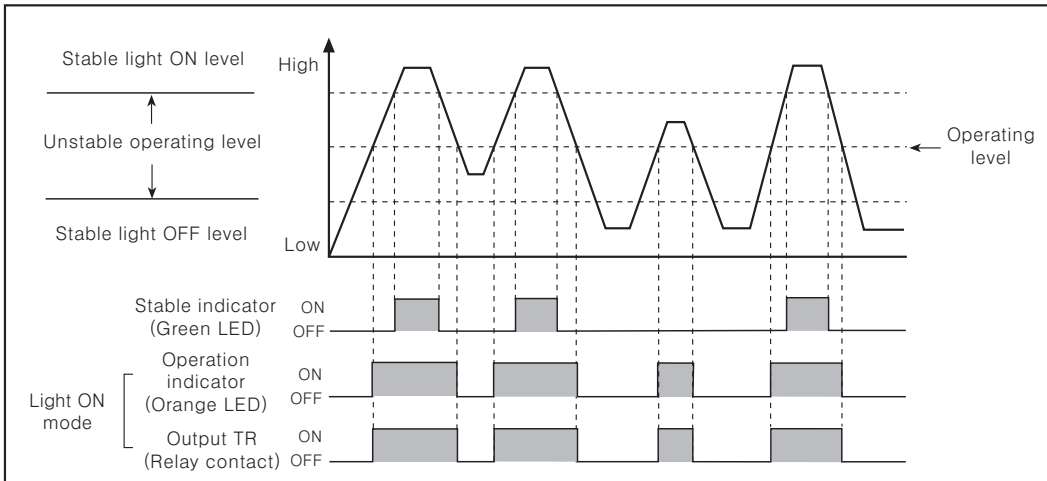 Stable light ON level
Unstable operating level
Stable light OFF level
High
Low
Operating
level
Stable indicator
(Green LED)
ON
OFF
Light ON
mode
Operation
indicator
(Orange LED)
ON
OFF
Output TR
(Relay contact)
ON
OFF